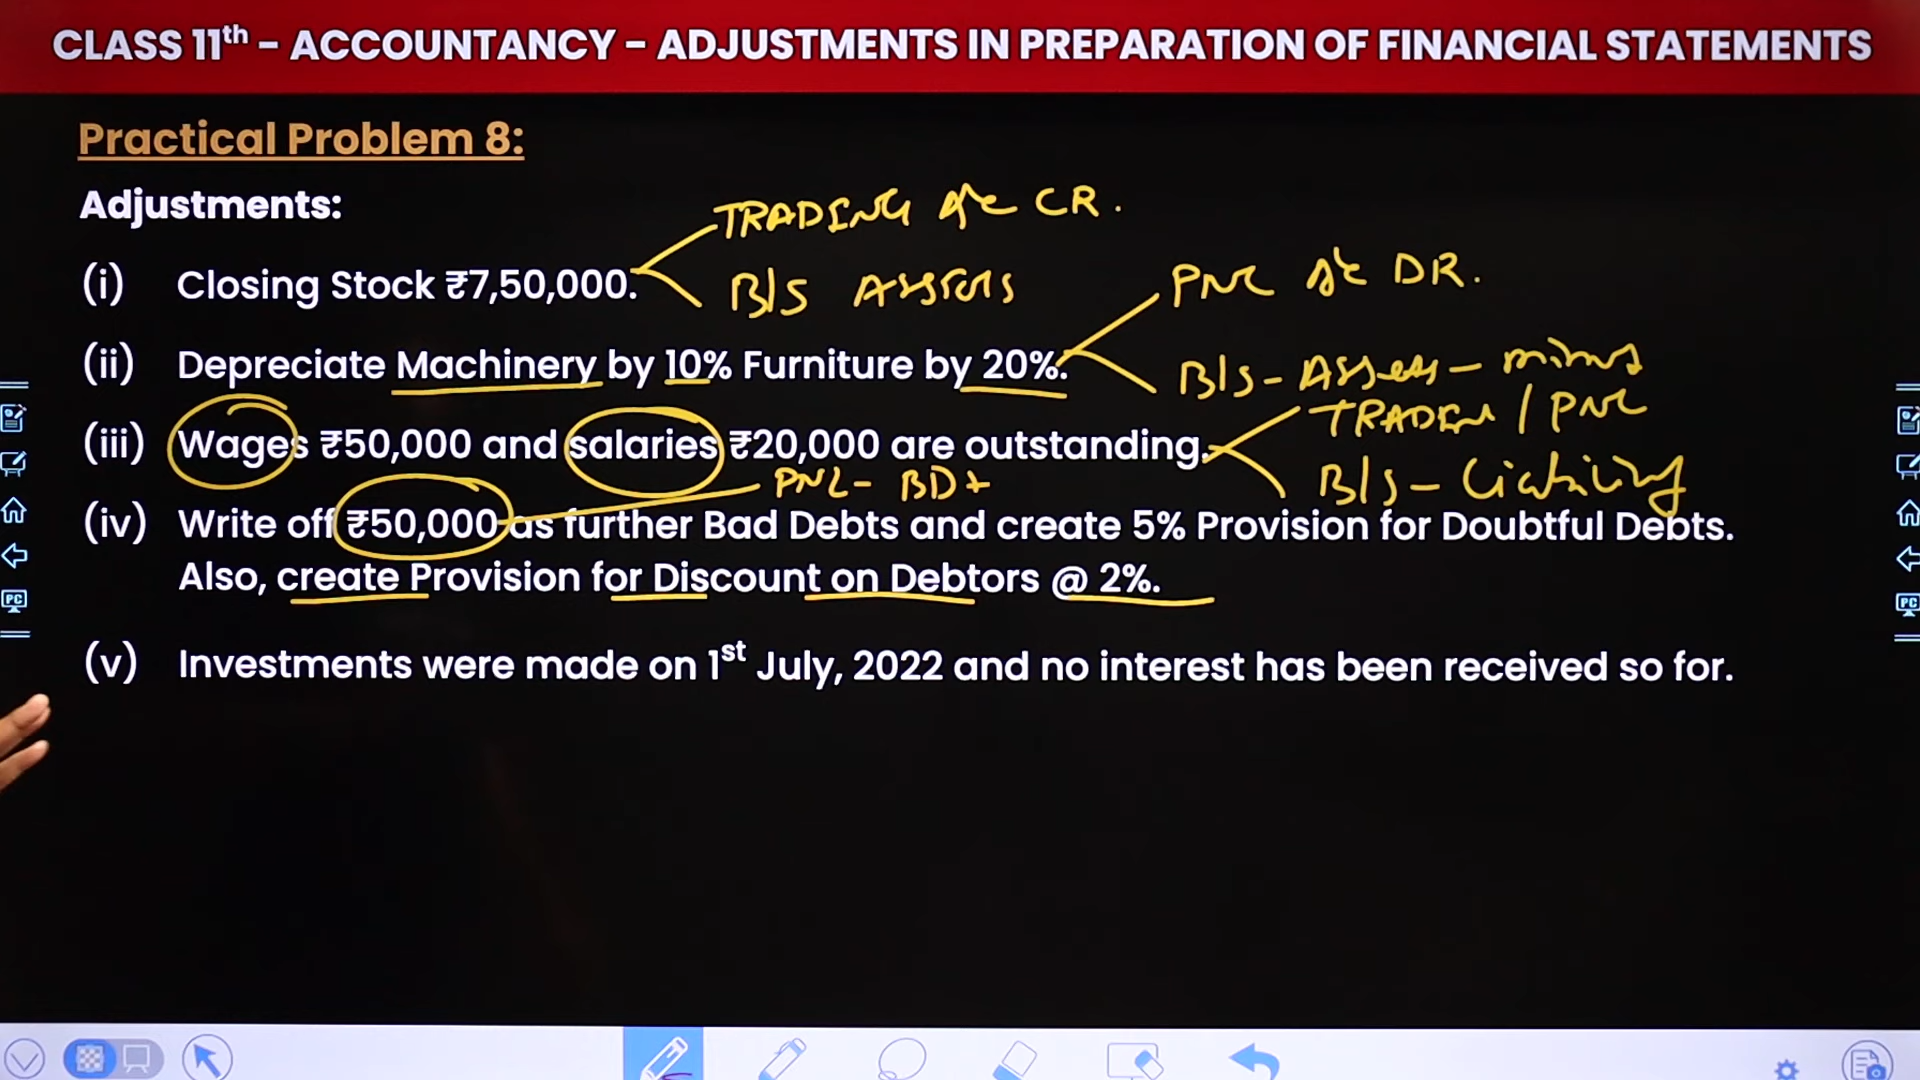 CLASS 11th - ACCOUNTANCY - ADJUSTMENTS IN PREPARATION OF FINANCIAL STATEMENTS
Practical Problem 8:
Adjustments:
TRADING A/c CR.
(i) Closing Stock ₹7,50,000.
B/S ASSETS
PNL A/c DR.
(ii) Depreciate Machinery by 10% Furniture by 20%.
B/S - Assets - minus
TRADING / PNL
(iii) Wages ₹50,000 and salaries ₹20,000 are outstanding.
B/S - Liability
PNL - BD+
(iv) Write off ₹50,000 as further Bad Debts and create 5% Provision for Doubtful Debts.
Also, create Provision for Discount on Debtors @ 2%.
(v) Investments were made on 1st July, 2022 and no interest has been received so for.
PC
PC